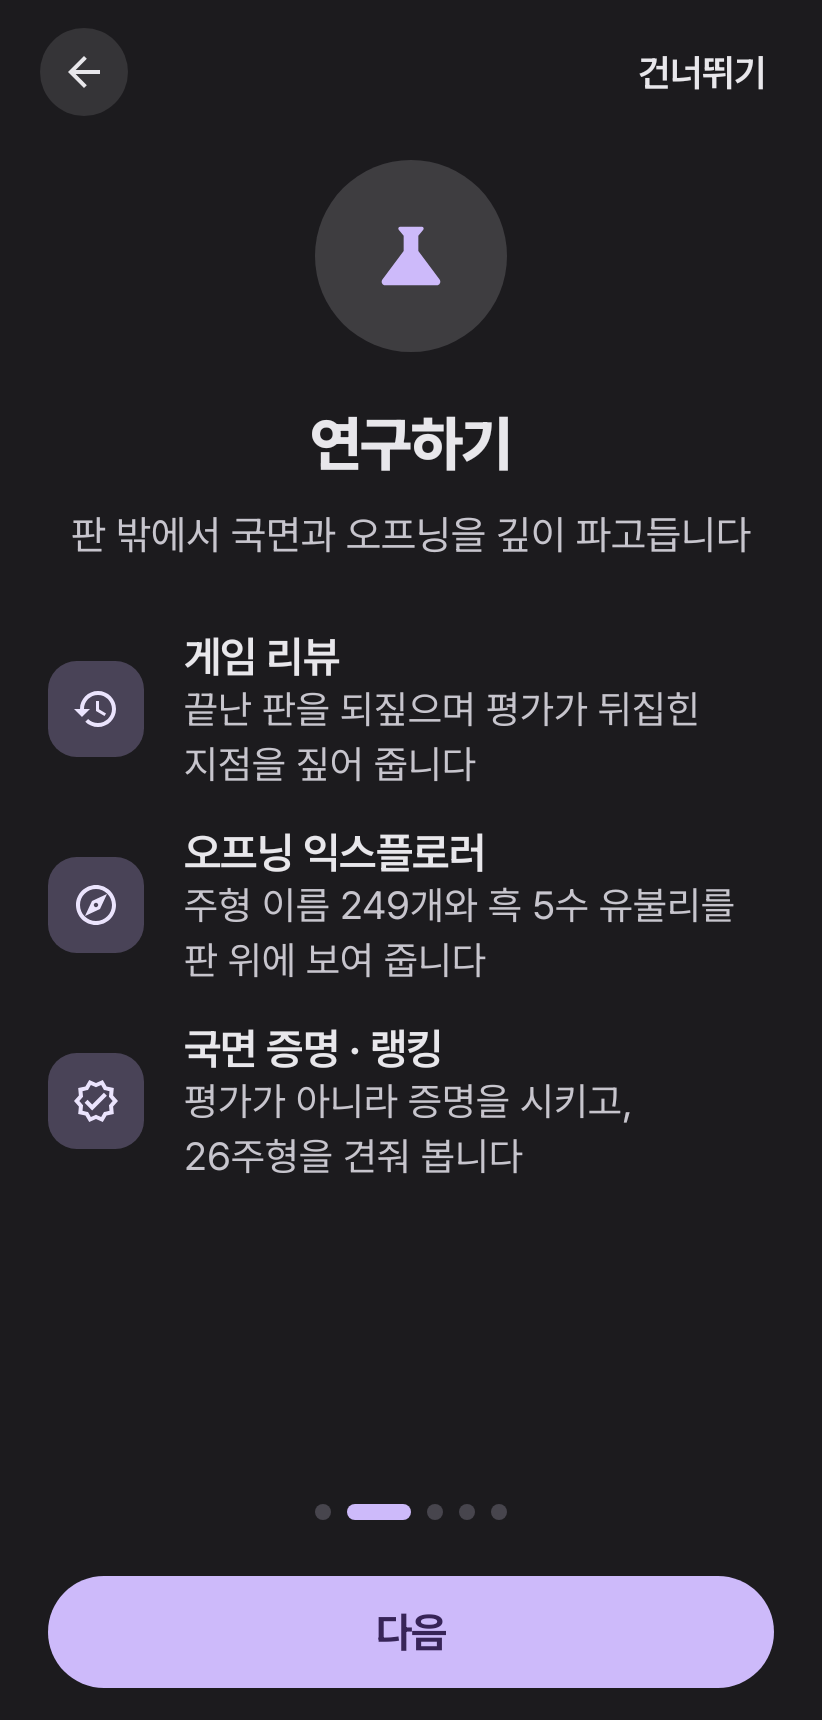 건너뛰기
연구하기
판 밖에서 국면과 오프닝을 깊이 파고듭니다
게임 리뷰
끝난 판을 되짚으며 평가가 뒤집힌
지점을 짚어 줍니다
오프닝 익스플로러
주형 이름 249개와 흑 5수 유불리를
판 위에 보여 줍니다
국면 증명 · 랭킹
평가가 아니라 증명을 시키고,
26주형을 견줘 봅니다
다음